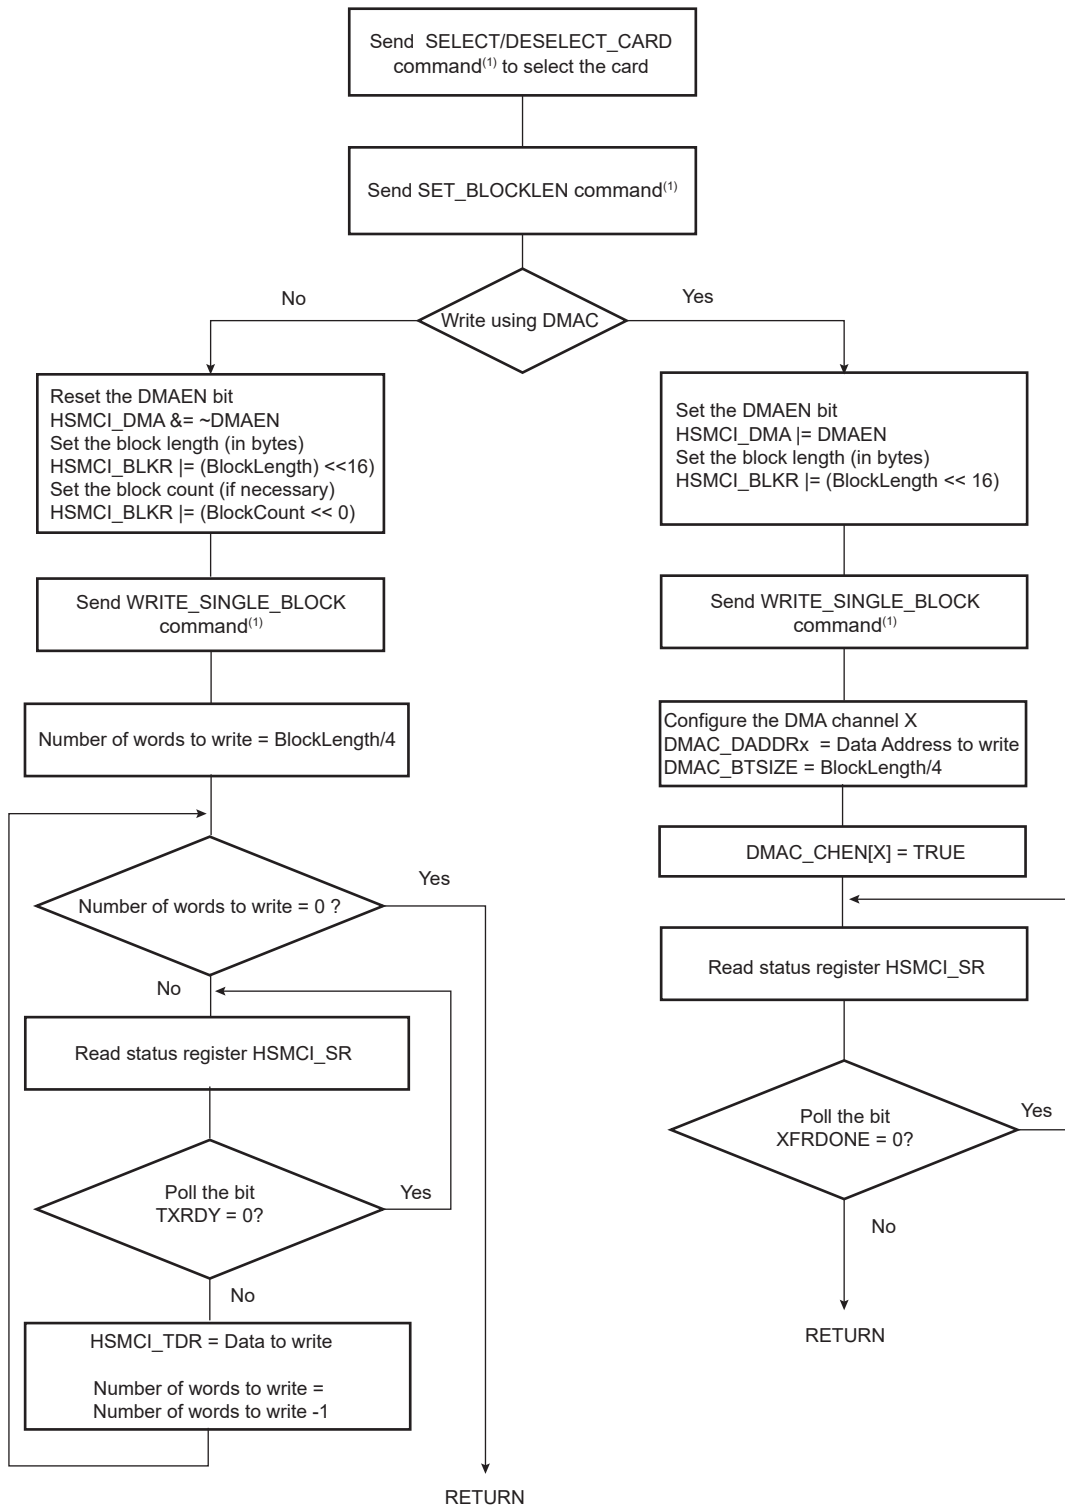 Send SELECT/DESELECT_CARD
command(1) to select the card
Send SET_BLOCKLEN command(1)
No
Yes
Write using DMAC
Reset the DMAEN bit
HSMCI_DMA &= ~DMAEN
Set the block length (in bytes)
HSMCI_BLKR |= (BlockLength) <<16)
Set the block count (if necessary)
HSMCI_BLKR |= (BlockCount << 0)
Set the DMAEN bit
HSMCI_DMA |= DMAEN
Set the block length (in bytes)
HSMCI_BLKR |= (BlockLength << 16)
Send WRITE_SINGLE_BLOCK
command(1)
Send WRITE_SINGLE_BLOCK
command(1)
Number of words to write = BlockLength/4
Configure the DMA channel X
DMAC_DADDRx = Data Address to write
DMAC_BTSIZE = BlockLength/4
DMAC_CHEN[X] = TRUE
Number of words to write = 0 ?
Yes
No
Read status register HSMCI_SR
Read status register HSMCI_SR
Poll the bit
XFRDONE = 0?
Yes
Poll the bit
TXRDY = 0?
Yes
No
No
HSMCI_TDR = Data to write
Number of words to write =
Number of words to write -1
RETURN
RETURN